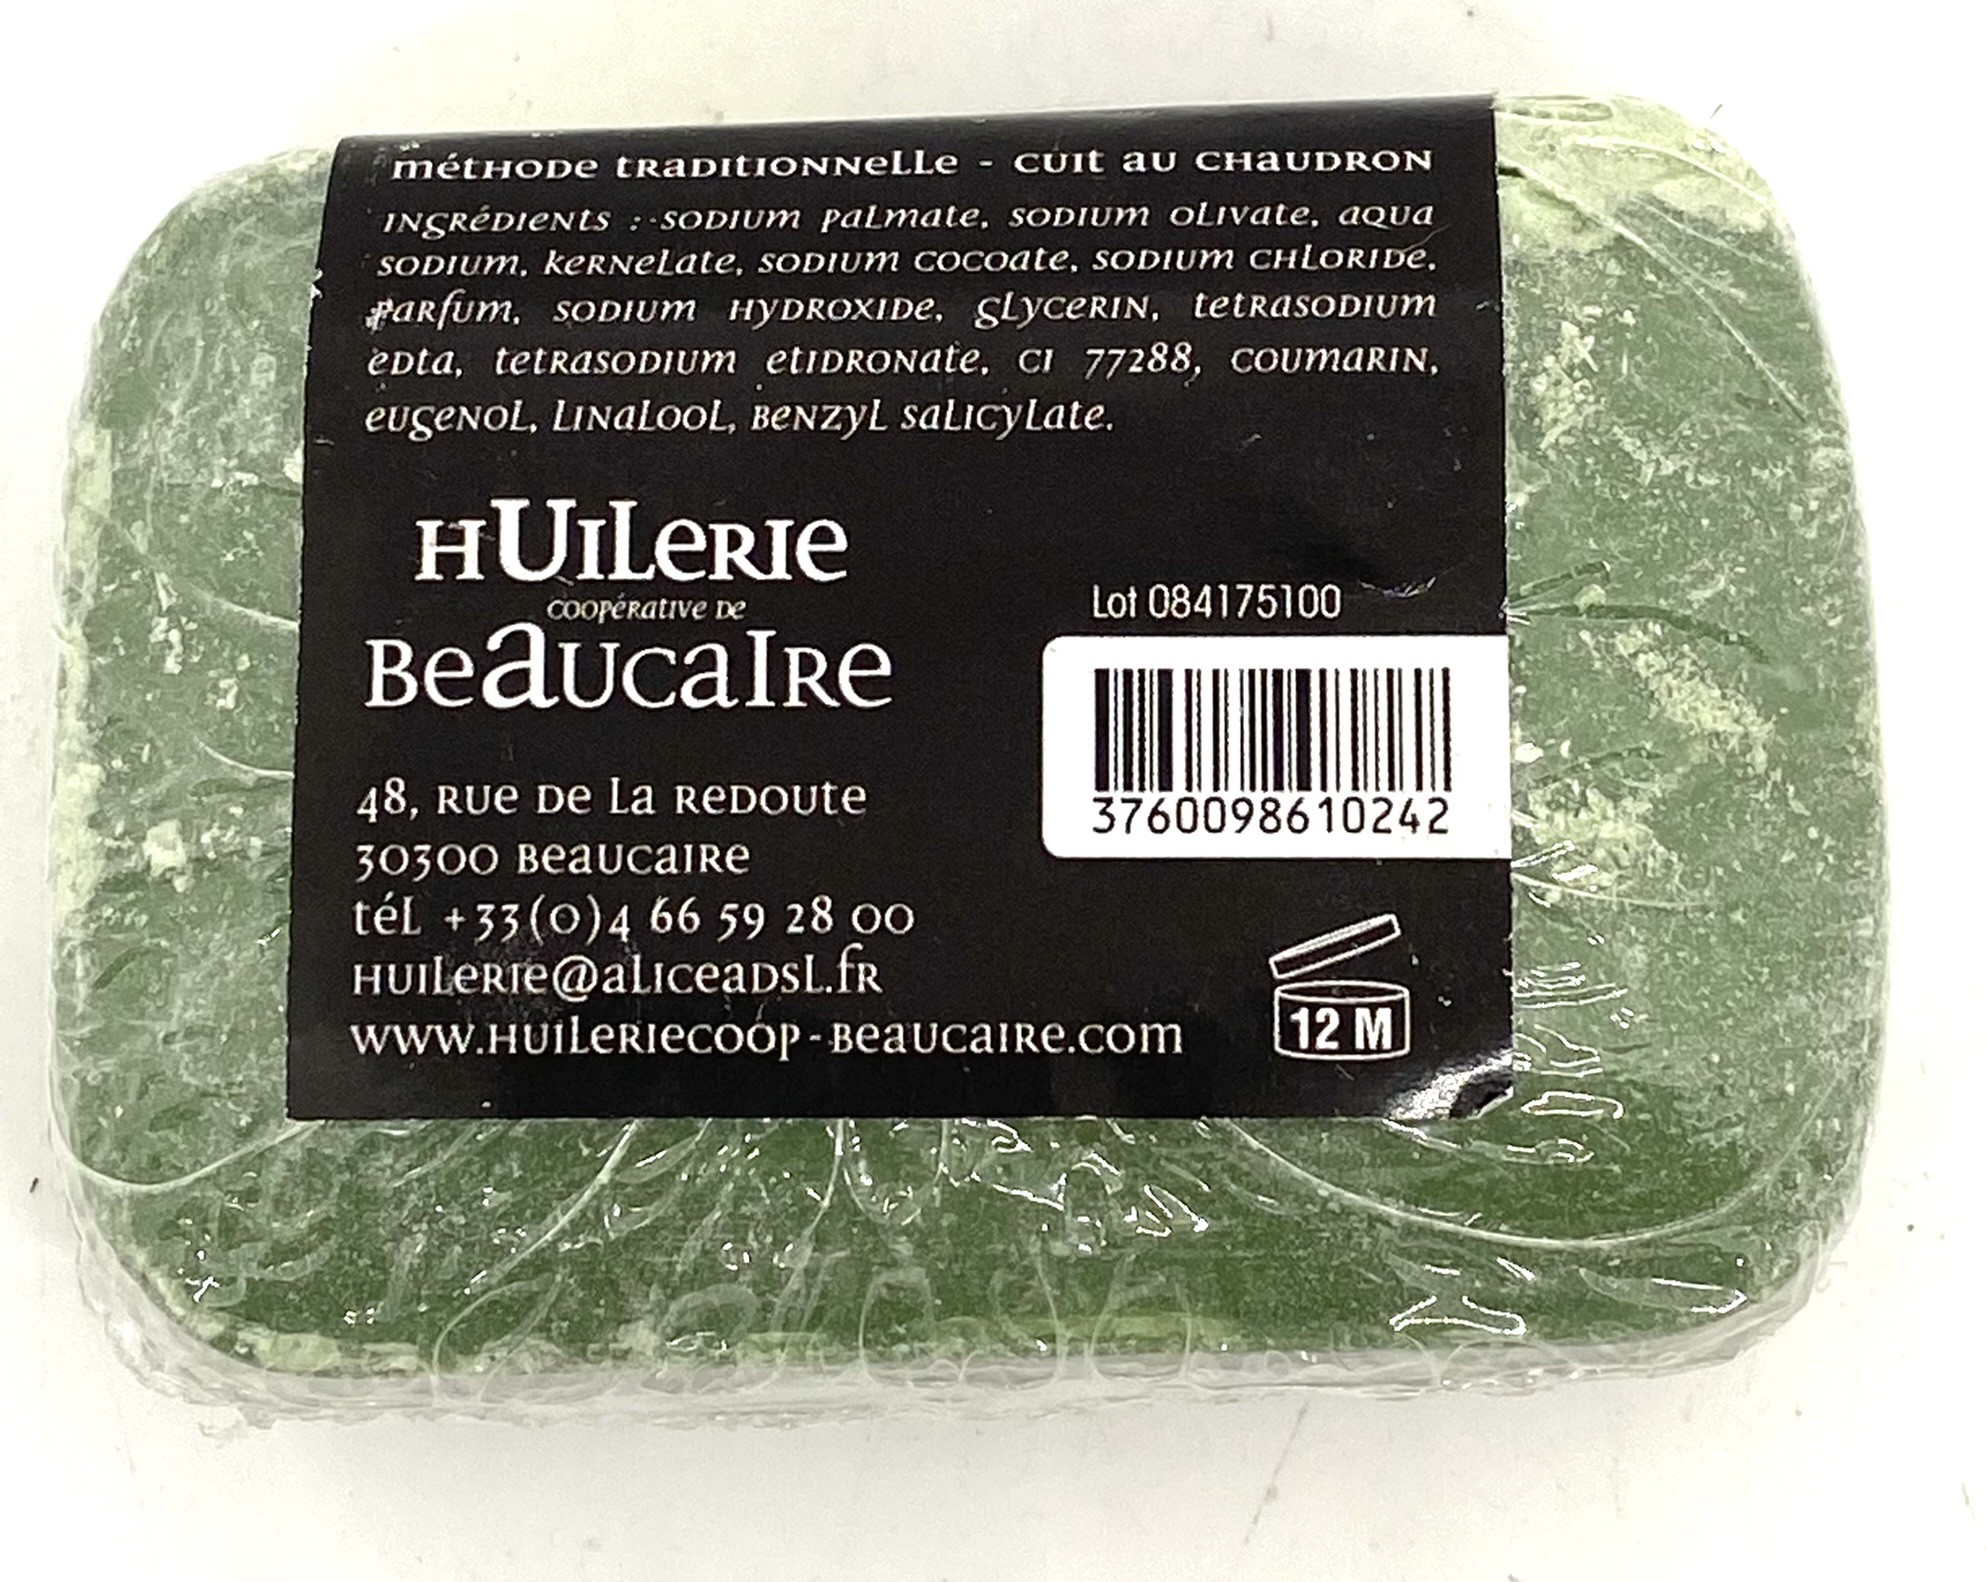 méthode traditionnelle - cuit au chaudron
Ingrédients : sodium palmate, sodium olivate, aqua
sodium, kernelate, sodium cocoate, sodium chloride,
parfum, sodium hydroxide, glycerin, tetrasodium
edta, tetrasodium etidronate, CI 77288, coumarin,
eugenol, linalool, benzyl salicylate.
Huilerie
coopérative de
Beaucaire
Lot 084175100
3760098610242
48, rue de la redoute
30300 Beaucaire
tél +33(0)4 66 59 28 00
huilerie@aliceadsl.fr
www.huileriecoop-beaucaire.com
12 M